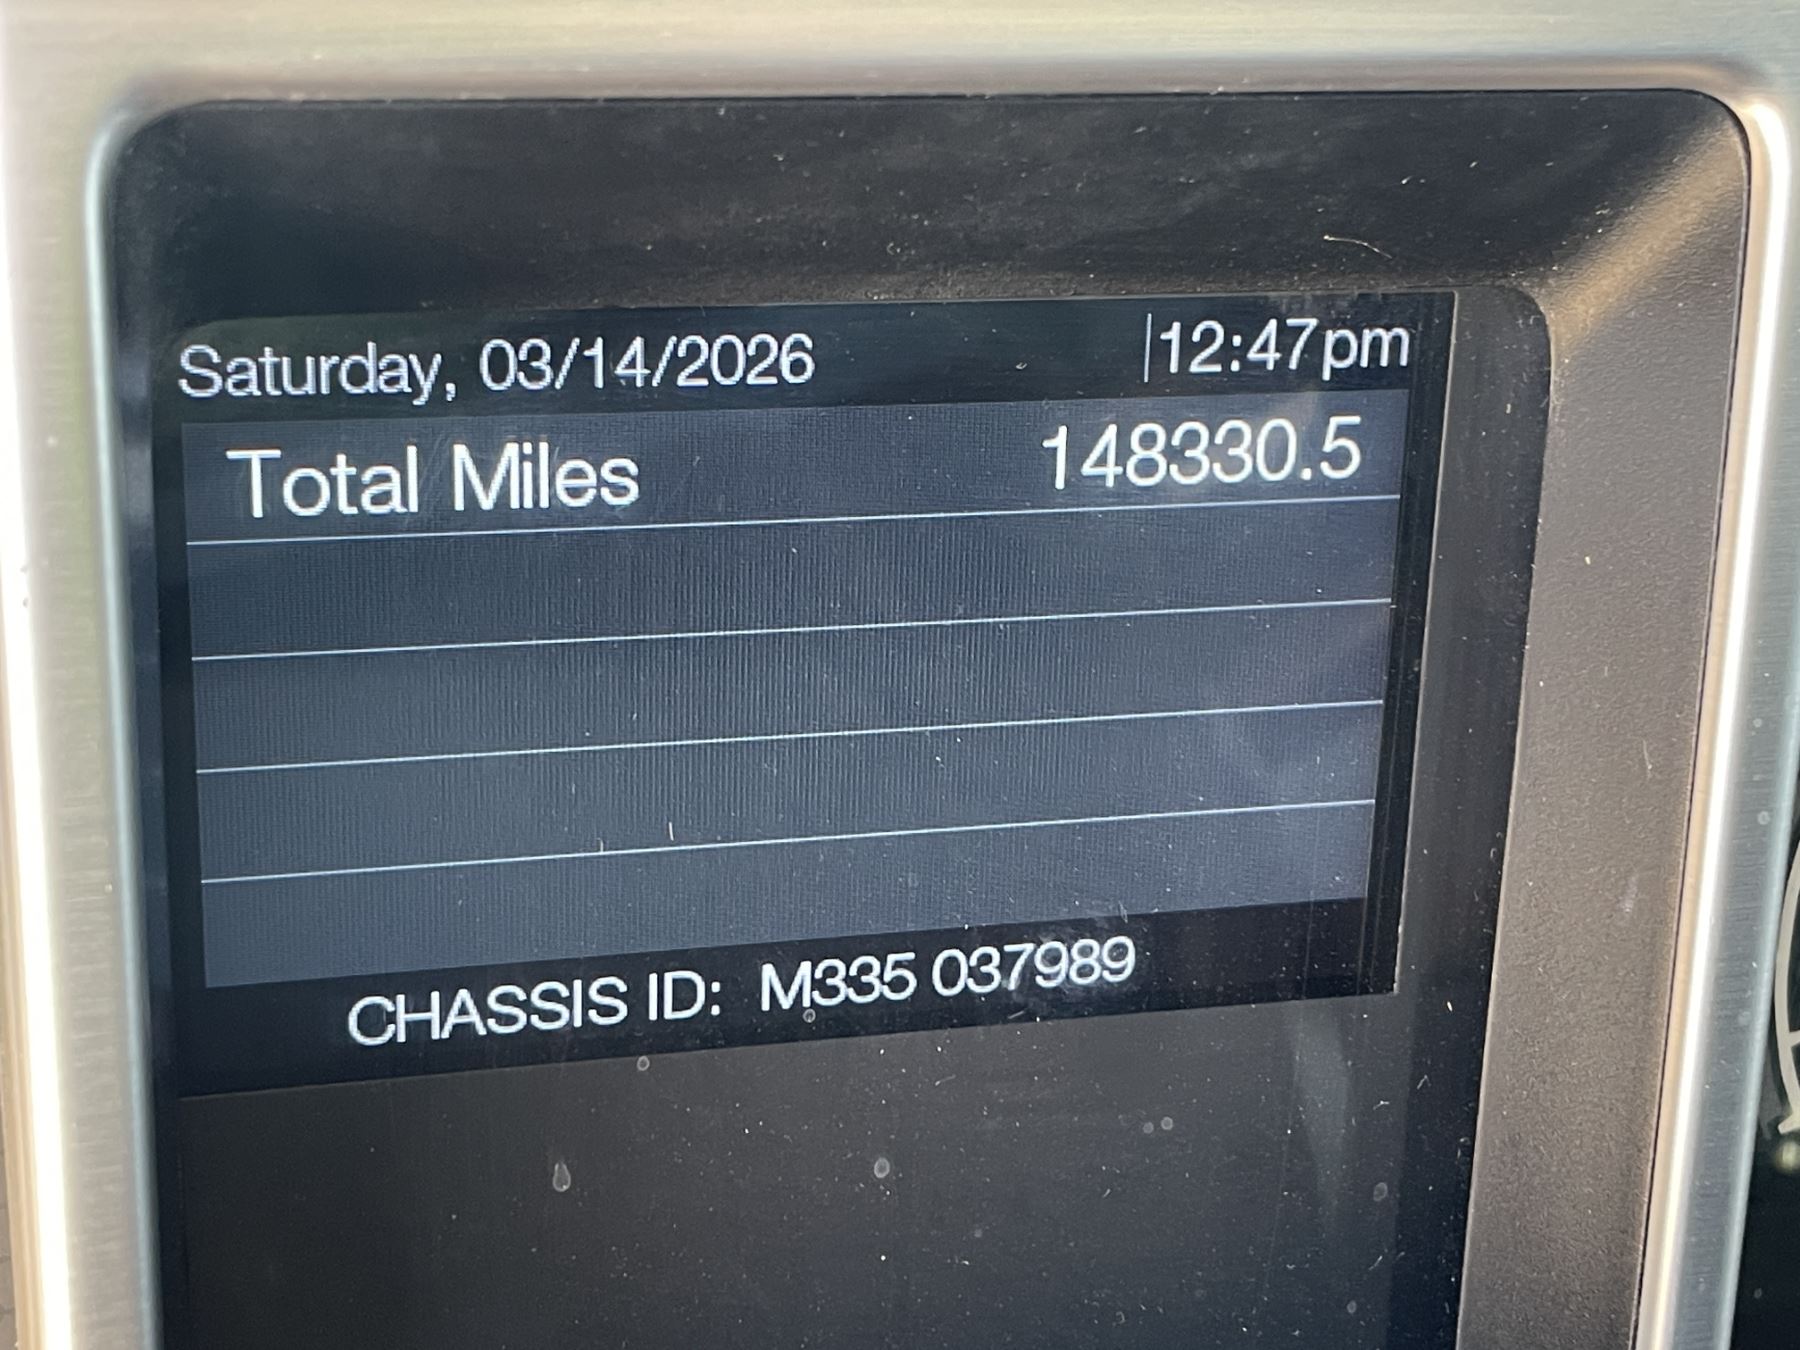 Saturday, 03/14/2026 |12:47pm
Total Miles 148330.5
CHASSIS ID: M335 037989